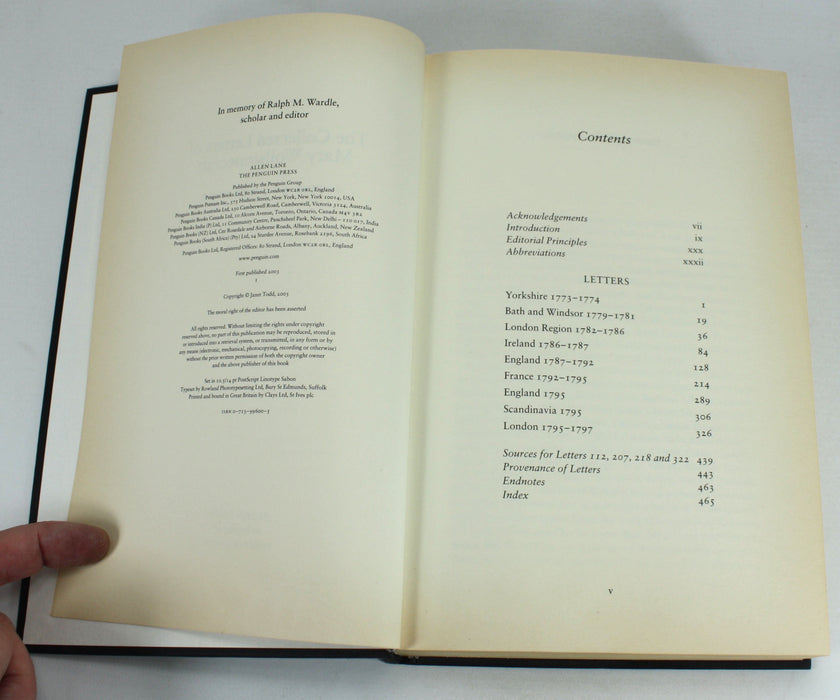 In memory of Ralph M. Wardle,
scholar and editor
ALLEN LANE
THE PENGUIN PRESS
Published by the Penguin Group
Penguin Books Ltd, 80 Strand, London WC2R 0RL, England
Penguin Putnam Inc., 375 Hudson Street, New York, New York 10014, USA
Penguin Books Australia Ltd, 250 Camberwell Road, Camberwell, Victoria 3124, Australia
Penguin Books Canada Ltd, 10 Alcorn Avenue, Toronto, Ontario, Canada M4V 3B2
Penguin Books India (P) Ltd, 11 Community Centre, Panchsheel Park, New Delhi – 110 017, India
Penguin Books (NZ) Ltd, Cnr Rosedale and Airborne Roads, Albany, Auckland, New Zealand
Penguin Books (South Africa) (Pty) Ltd, 24 Sturdee Avenue, Rosebank 2196, South Africa
Penguin Books Ltd, Registered Offices: 80 Strand, London WC2R 0RL, England
www.penguin.com
First published 2003
1
Copyright © Janet Todd, 2003
The moral right of the editor has been asserted
All rights reserved. Without limiting the rights under copyright
reserved above, no part of this publication may be reproduced, stored in
or introduced into a retrieval system, or transmitted, in any form or by
any means (electronic, mechanical, photocopying, recording or otherwise)
without the prior written permission of both the copyright owner
and the above publisher of this book
Set in 10.5/14 pt PostScript Linotype Sabon
Typeset by Rowland Phototypesetting Ltd, Bury St Edmunds, Suffolk
Printed and bound in Great Britain by Clays Ltd, St Ives plc
ISBN 0-713-99600-3
Contents
Acknowledgements vii
Introduction ix
Editorial Principles xxx
Abbreviations xxxii
LETTERS
Yorkshire 1773–1774 1
Bath and Windsor 1779–1781 19
London Region 1782–1786 36
Ireland 1786–1787 84
England 1787–1792 128
France 1792–1795 214
England 1795 289
Scandinavia 1795 306
London 1795–1797 326
Sources for Letters 112, 207, 218 and 322 439
Provenance of Letters 443
Endnotes 463
Index 465
v